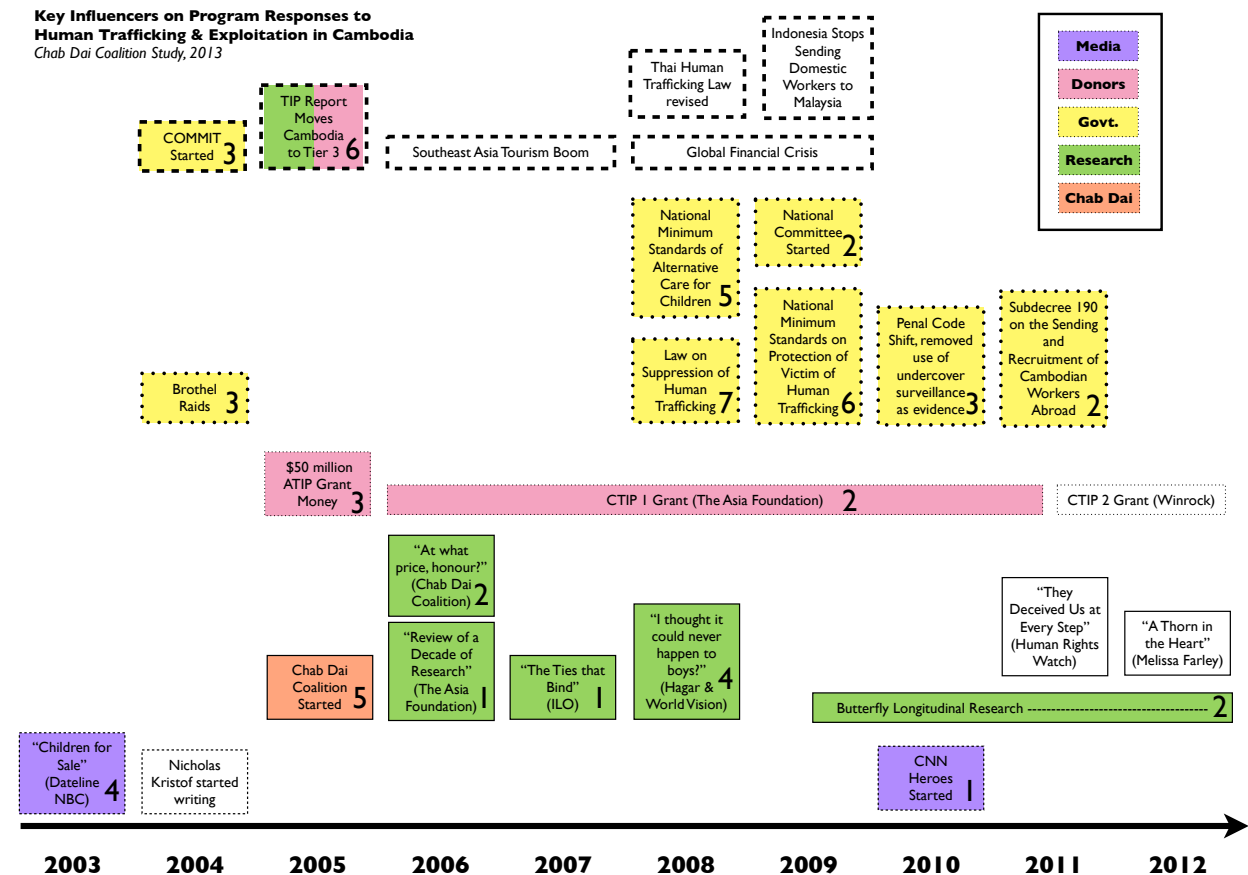 Key Influencers on Program Responses to
Human Trafficking & Exploitation in Cambodia
Chab Dai Coalition Study, 2013
Media
Donors
Govt.
Research
Chab Dai
COMMIT
Started 3
TIP Report
Moves
Cambodia
to Tier 3 6
Southeast Asia Tourism Boom
Thai Human
Trafficking Law
revised
Indonesia Stops
Sending
Domestic
Workers to
Malaysia
Global Financial Crisis
National
Minimum
Standards of
Alternative
Care for
Children 5
National
Committee
Started 2
Law on
Suppression of
Human
Trafficking 7
National
Minimum
Standards on
Protection of
Victim of
Human
Trafficking 6
Penal Code
Shift, removed
use of
undercover
surveillance
as evidence 3
Subdecree 190
on the Sending
and
Recruitment of
Cambodian
Workers
Abroad 2
Brothel
Raids 3
$50 million
ATIP Grant
Money 3
CTIP 1 Grant (The Asia Foundation) 2
CTIP 2 Grant (Winrock)
“At what
price, honour?”
(Chab Dai
Coalition) 2
“Review of a
Decade of
Research”
(The Asia
Foundation) 1
Chab Dai
Coalition
Started 5
“The Ties that
Bind”
(ILO) 1
“I thought it
could never
happen to
boys?”
(Hagar &
World Vision) 4
“They
Deceived Us at
Every Step”
(Human Rights
Watch)
“A Thorn in
the Heart”
(Melissa Farley)
Butterfly Longitudinal Research ---------------------------------------- 2
“Children for
Sale”
(Dateline
NBC) 4
Nicholas
Kristof started
writing
CNN
Heroes
Started 1
2003 2004 2005 2006 2007 2008 2009 2010 2011 2012